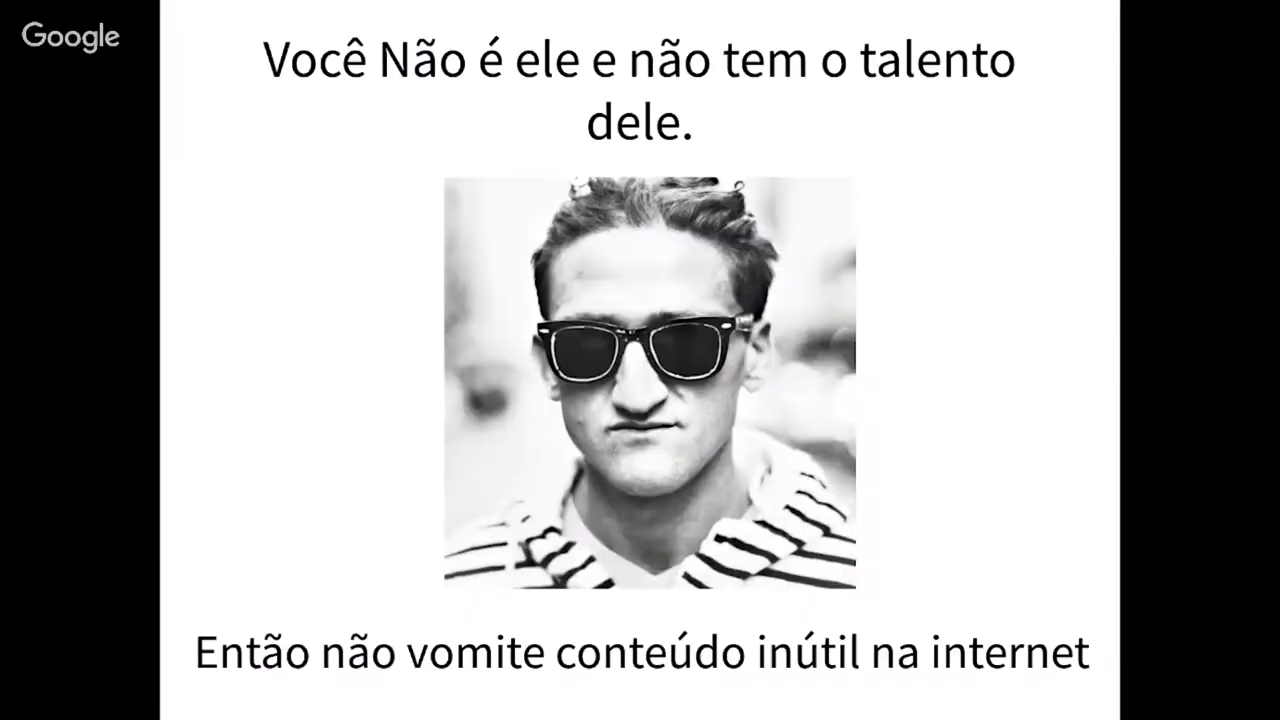 Google
Você Não é ele e não tem o talento
dele.
Então não vomite conteúdo inútil na internet